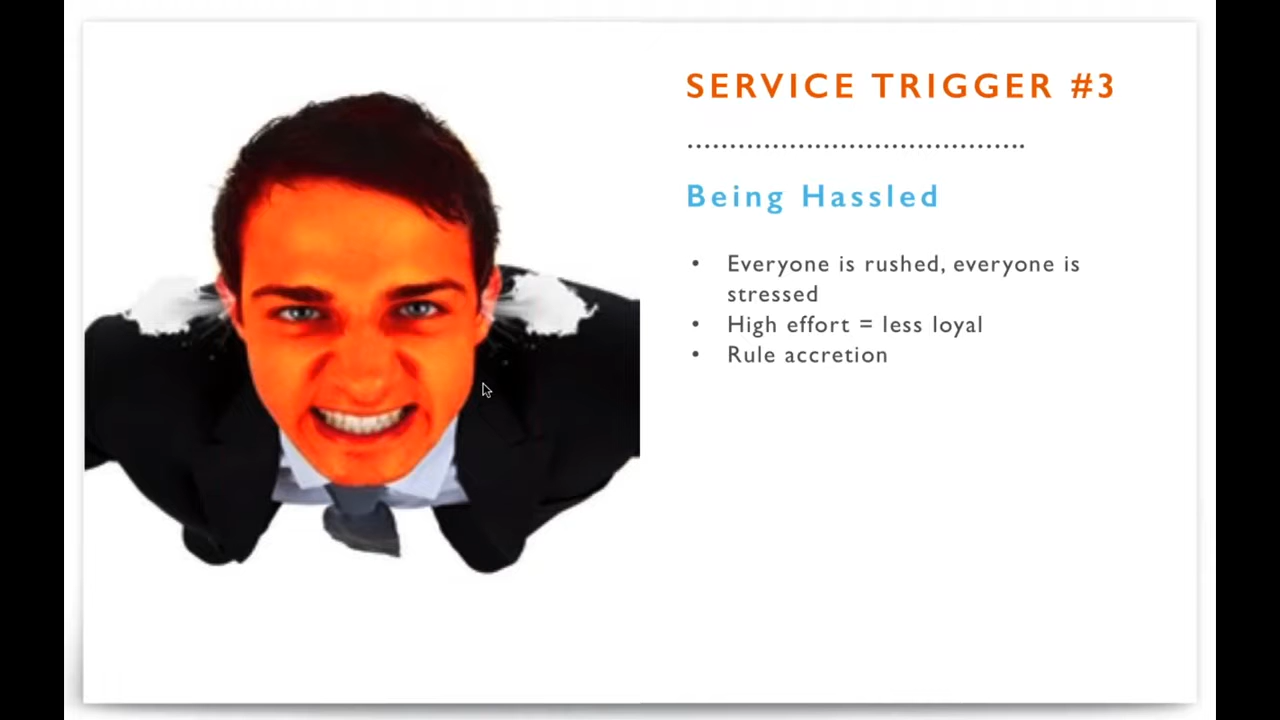 SERVICE TRIGGER #3
Being Hassled
• Everyone is rushed, everyone is
stressed
• High effort = less loyal
• Rule accretion